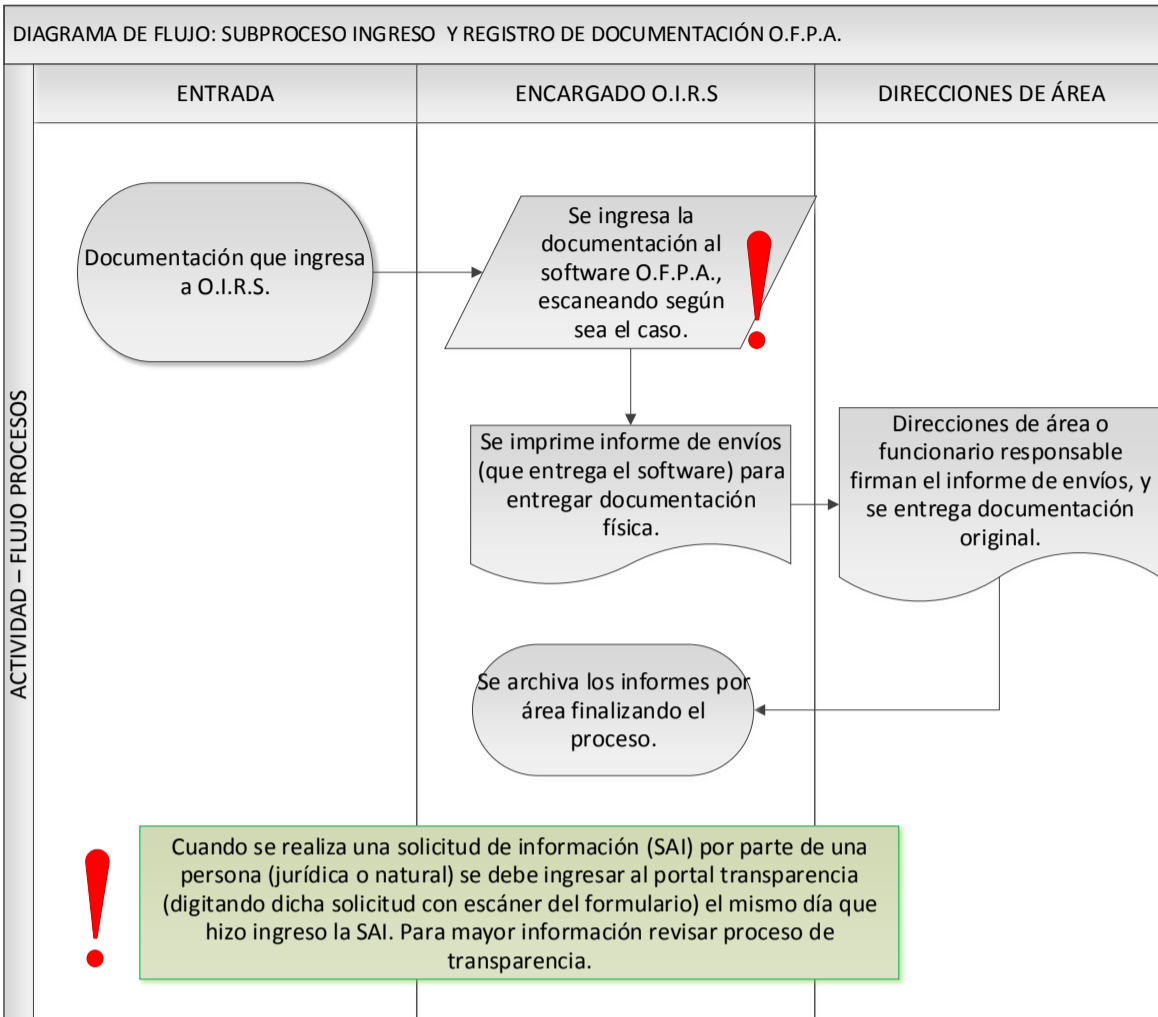 DIAGRAMA DE FLUJO: SUBPROCESO INGRESO Y REGISTRO DE DOCUMENTACIÓN O.F.P.A.
ACTIVIDAD – FLUJO PROCESOS
ENTRADA
ENCARGADO O.I.R.S
DIRECCIONES DE ÁREA
Documentación que ingresa
a O.I.R.S.
Se ingresa la
documentación al
software O.F.P.A.,
escaneando según
sea el caso.
Se imprime informe de envíos
(que entrega el software) para
entregar documentación
física.
Direcciones de área o
funcionario responsable
firman el informe de envíos, y
se entrega documentación
original.
Se archiva los informes por
área finalizando el
proceso.
Cuando se realiza una solicitud de información (SAI) por parte de una
persona (jurídica o natural) se debe ingresar al portal transparencia
(digitando dicha solicitud con escáner del formulario) el mismo día que
hizo ingreso la SAI. Para mayor información revisar proceso de
transparencia.